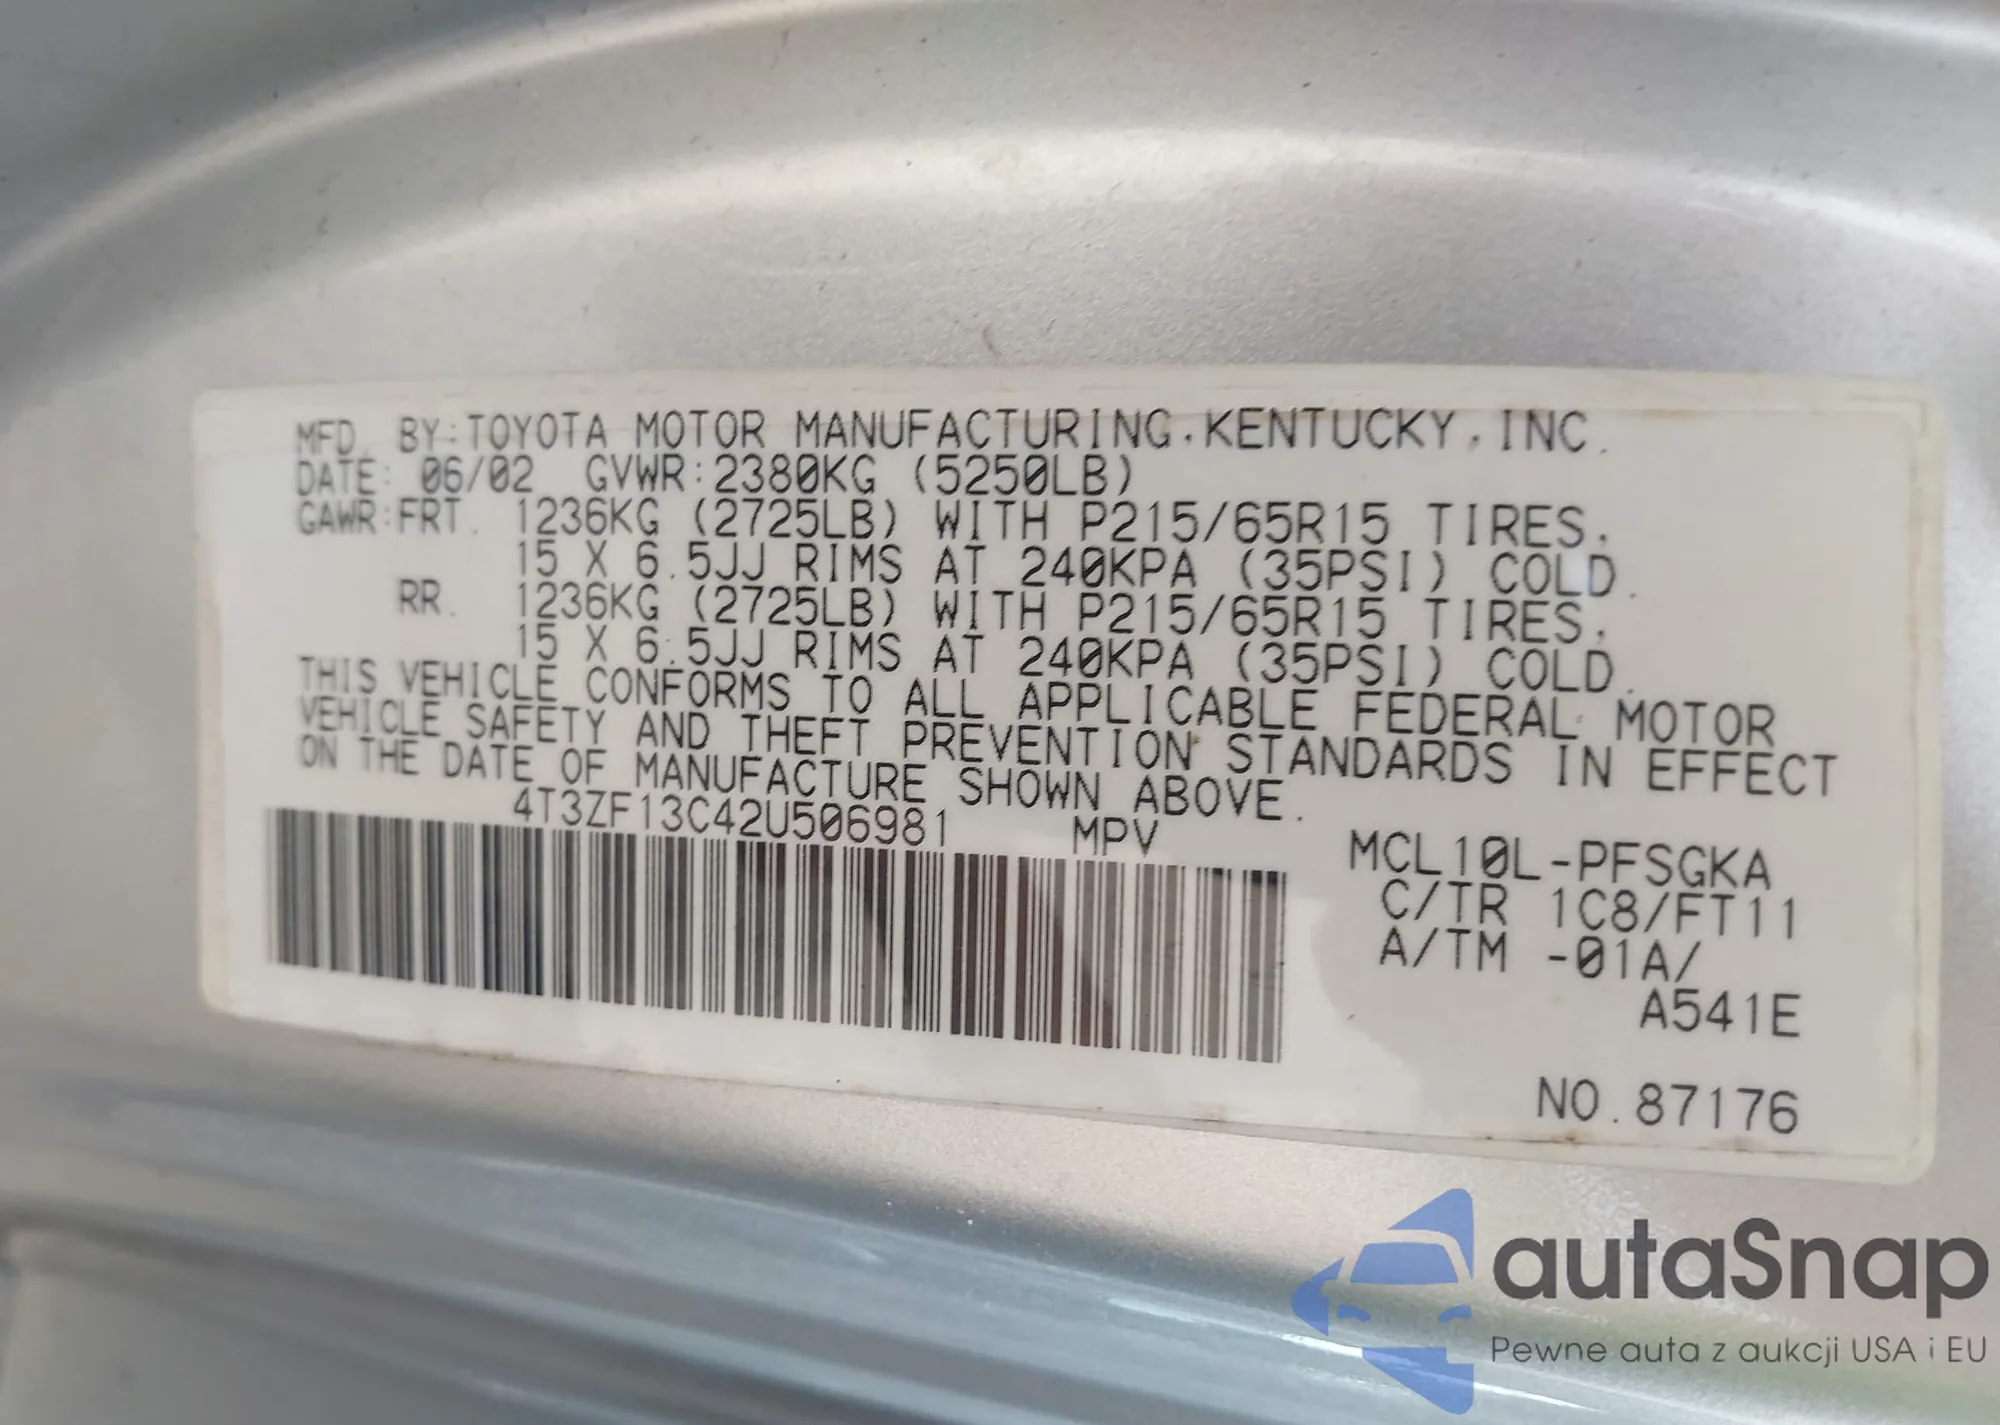 MFD. BY:TOYOTA MOTOR MANUFACTURING.KENTUCKY, INC.
DATE: 06/02 GVWR:2380KG (5250LB)
GAWR:FRT. 1236KG (2725LB) WITH P215/65R15 TIRES.
15 X 6.5JJ RIMS AT 240KPA (35PSI) COLD.
RR. 1236KG (2725LB) WITH P215/65R15 TIRES.
15 X 6.5JJ RIMS AT 240KPA (35PSI) COLD.
THIS VEHICLE CONFORMS TO ALL APPLICABLE FEDERAL MOTOR
VEHICLE SAFETY AND THEFT PREVENTION STANDARDS IN EFFECT
ON THE DATE OF MANUFACTURE SHOWN ABOVE.
4T3ZF13C42U506981 MPV
MCL10L-PFSGKA
C/TR 1C8/FT11
A/TM -01A/
A541E
NO.87176
autaSnap
Pewne auta z aukcji USA i EU